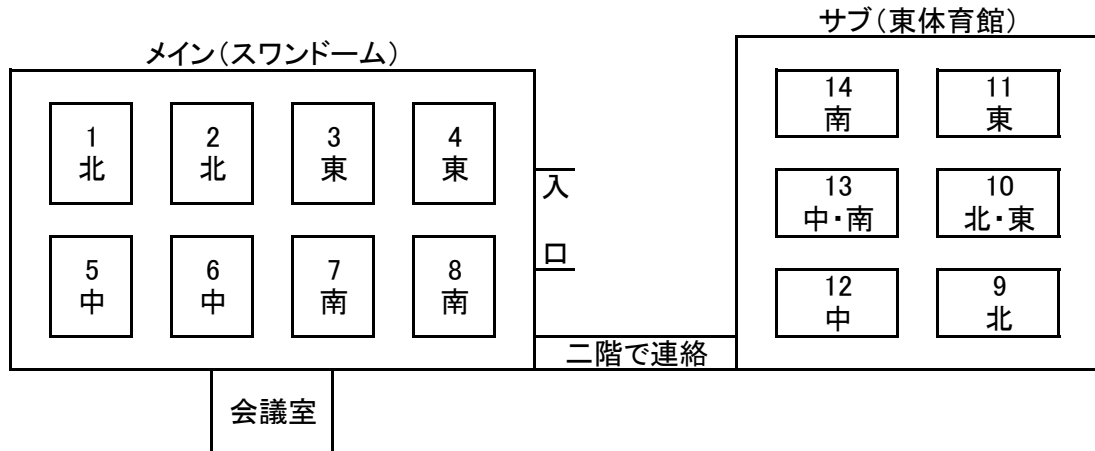 サブ(東体育館)
メイン(スワンドーム)
1
北
2
北
3
東
4
東
5
中
6
中
7
南
8
南
入
口
14
南
11
東
13
中・南
10
北・東
12
中
9
北
二階で連絡
会議室